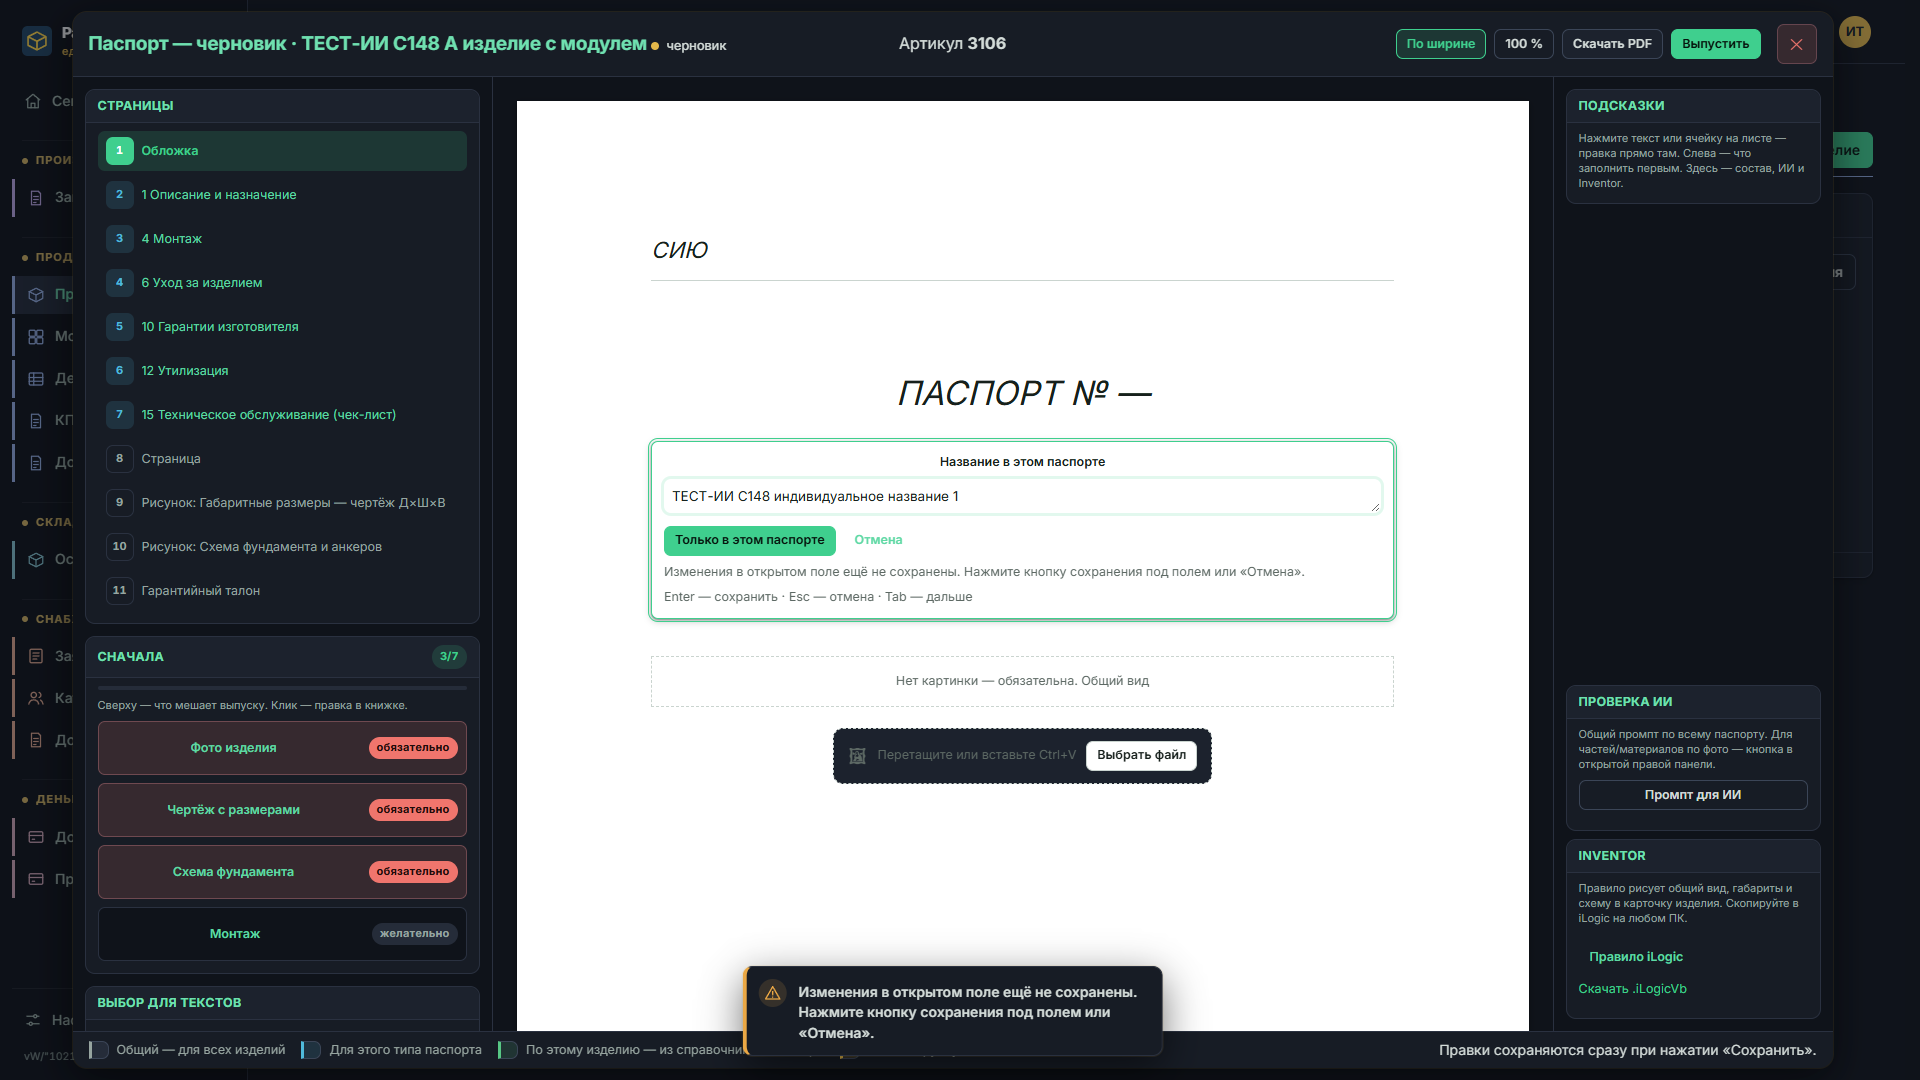 Паспорт — черновик · ТЕСТ-ИИ С148 А изделие с модулем
черновик
Артикул 3106
По ширине
100 %
Скачать PDF
Выпустить
ИТ
СТРАНИЦЫ
1 Обложка
2 1 Описание и назначение
3 4 Монтаж
4 6 Уход за изделием
5 10 Гарантии изготовителя
6 12 Утилизация
7 15 Техническое обслуживание (чек-лист)
8 Страница
9 Рисунок: Габаритные размеры — чертёж Д×Ш×В
10 Рисунок: Схема фундамента и анкеров
11 Гарантийный талон
СНАЧАЛА
3/7
Сверху — что мешает выпуску. Клик — правка в книжке.
Фото изделия
обязательно
Чертёж с размерами
обязательно
Схема фундамента
обязательно
Монтаж
желательно
ВЫБОР ДЛЯ ТЕКСТОВ
СИЮ
ПАСПОРТ № —
Название в этом паспорте
ТЕСТ-ИИ С148 индивидуальное название 1
Только в этом паспорте
Отмена
Изменения в открытом поле ещё не сохранены. Нажмите кнопку сохранения под полем или «Отмена».
Enter — сохранить · Esc — отмена · Tab — дальше
Нет картинки — обязательна. Общий вид
Перетащите или вставьте Ctrl+V
Выбрать файл
Изменения в открытом поле ещё не сохранены.
Нажмите кнопку сохранения под полем или
«Отмена».
ПОДСКАЗКИ
Нажмите текст или ячейку на листе —
правка прямо там. Слева — что
заполнить первым. Здесь — состав, ИИ и
Inventor.
ПРОВЕРКА ИИ
Общий промпт по всему паспорту. Для
частей/материалов по фото — кнопка в
открытой правой панели.
Промпт для ИИ
INVENTOR
Правило рисует общий вид, габариты и
схему в карточку изделия. Скопируйте в
iLogic на любом ПК.
Правило iLogic
Скачать .iLogicVb
Общий — для всех изделий
Для этого типа паспорта
По этому изделию — из
Правки сохраняются сразу при нажатии «Сохранить».